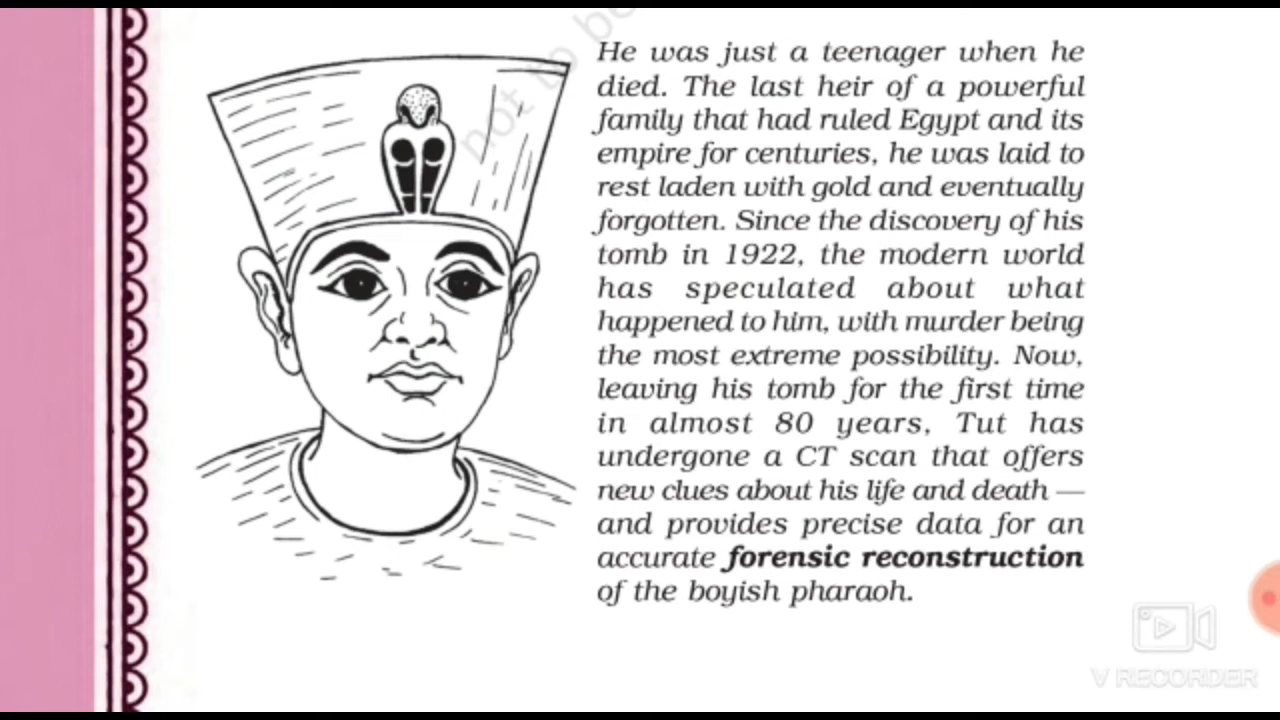 not to be
He was just a teenager when he
died. The last heir of a powerful
family that had ruled Egypt and its
empire for centuries, he was laid to
rest laden with gold and eventually
forgotten. Since the discovery of his
tomb in 1922, the modern world
has speculated about what
happened to him, with murder being
the most extreme possibility. Now,
leaving his tomb for the first time
in almost 80 years, Tut has
undergone a CT scan that offers
new clues about his life and death —
and provides precise data for an
accurate forensic reconstruction
of the boyish pharaoh.
V RECORDER